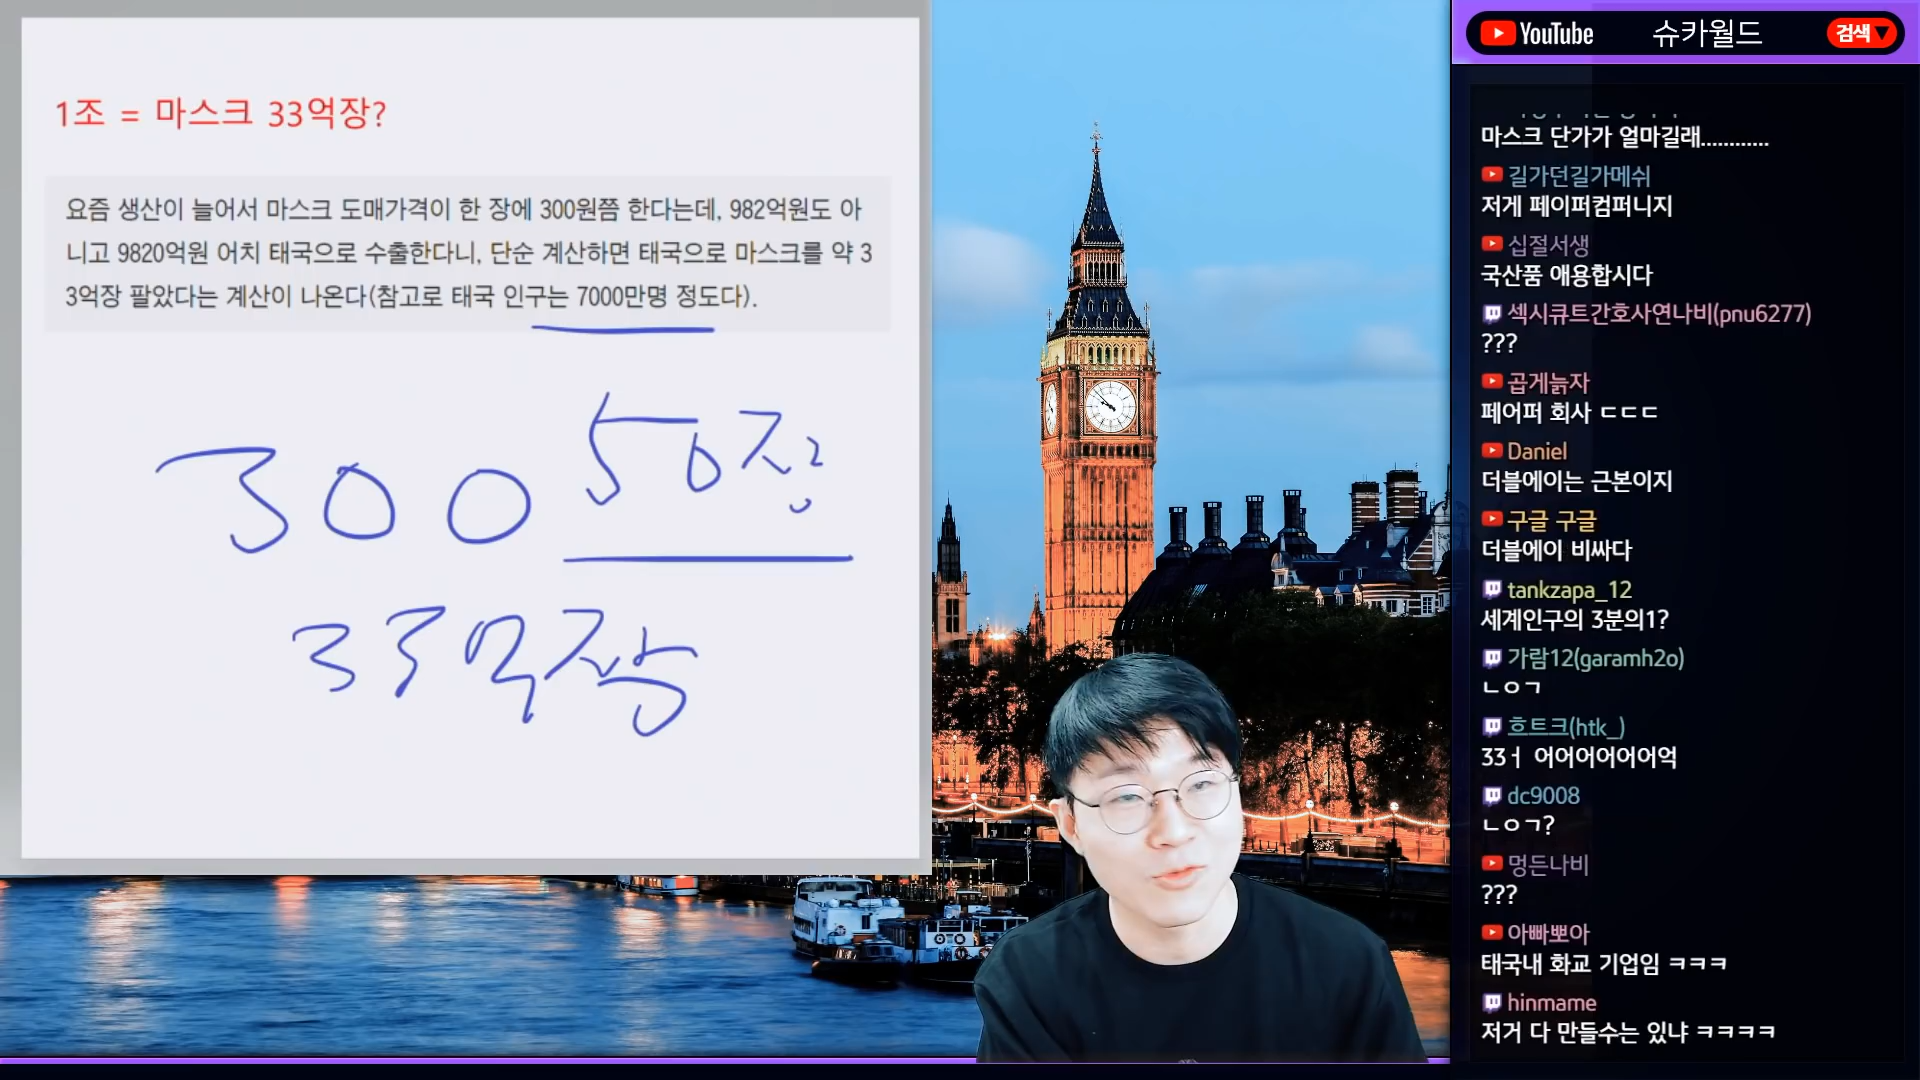 1조 = 마스크 33억장?
요즘 생산이 늘어서 마스크 도매가격이 한 장에 300원쯤 한다는데, 982억원도 아
니고 9820억원 어치 태국으로 수출한다니, 단순 계산하면 태국으로 마스크를 약 3
3억장 팔았다는 계산이 나온다(참고로 태국 인구는 7000만명 정도다).
300
50장
33억장
YouTube 슈카월드 검색
마스크 단가가 얼마길래............
길가던길가메쉬
저게 페이퍼컴퍼니지
십절서생
국산품 애용합시다
섹시큐트간호사연나비(pnu6277)
???
곱게늙자
페어퍼 회사 ㄷㄷㄷ
Daniel
더블에이는 근본이지
구글 구글
더블에이 비싸다
tankzapa_12
세계인구의 3분의1?
가람12(garamh2o)
ㄴㅇㄱ
흐트크(htk_)
33ㅓ 어어어어어어억
dc9008
ㄴㅇㄱ?
멍든나비
???
아빠뽀아
태국내 화교 기업임 ㅋㅋㅋ
hinmame
저거 다 만들수는 있냐 ㅋㅋㅋㅋ